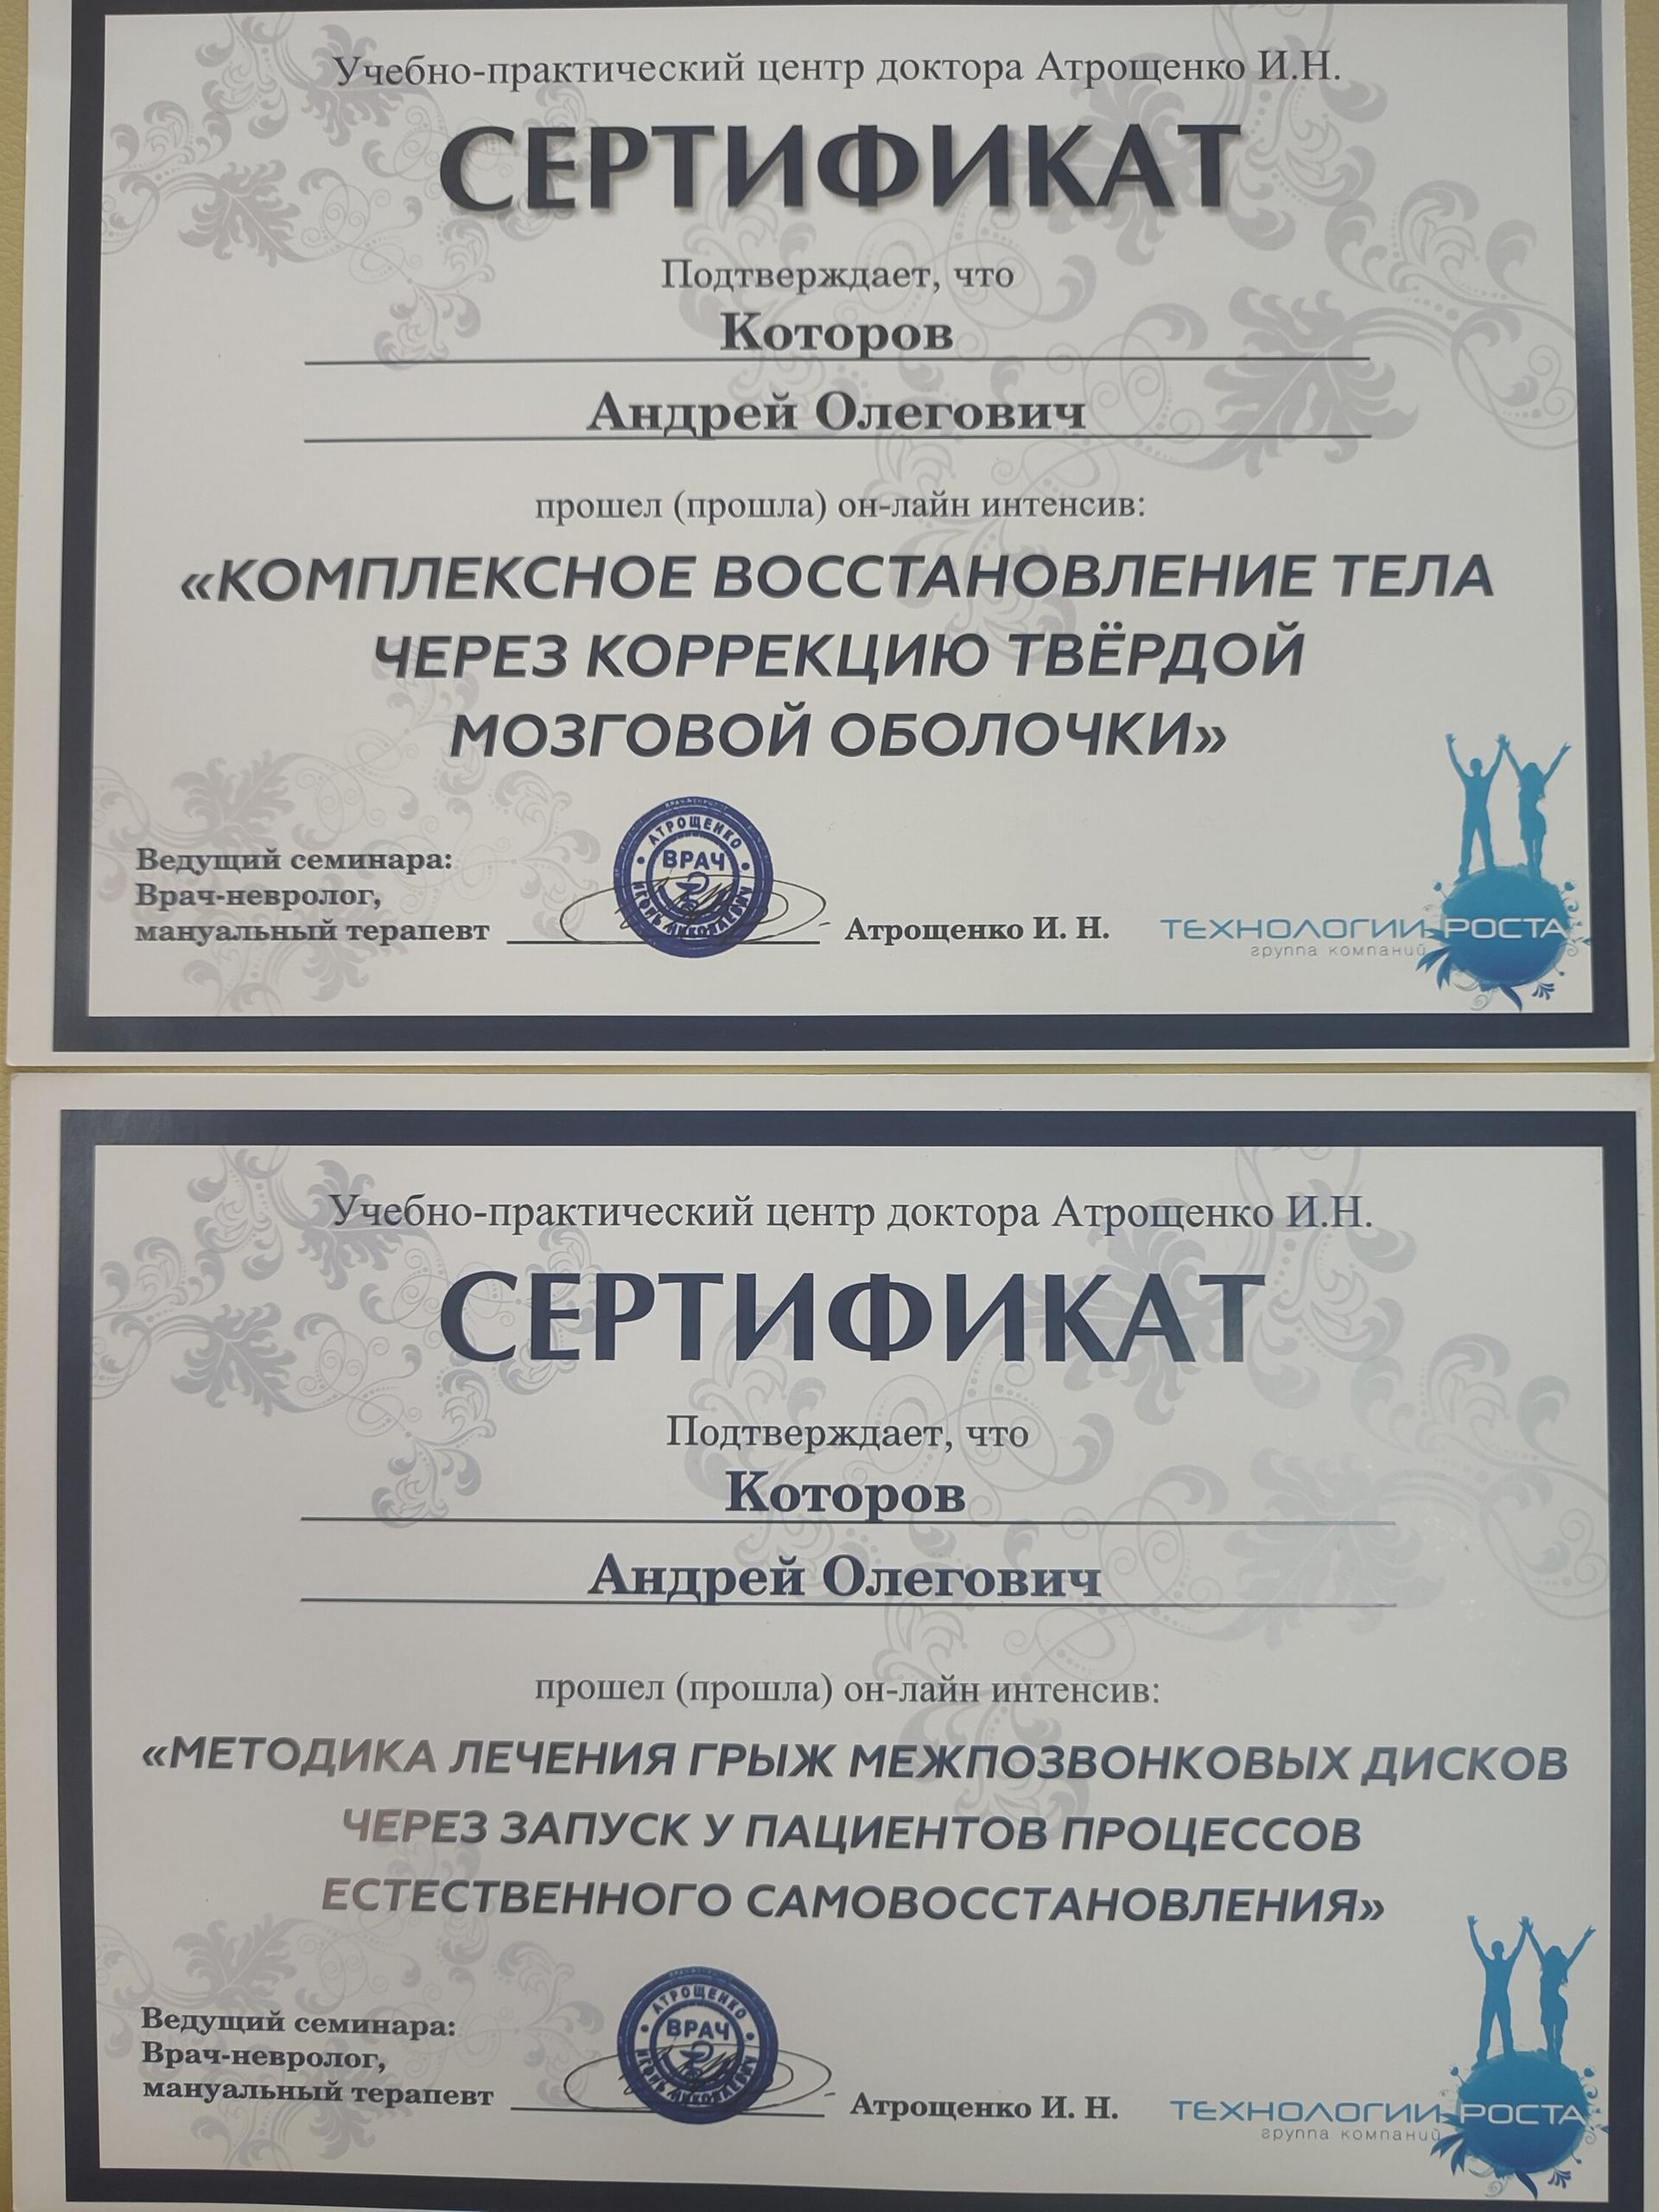 Учебно-практический центр доктора Атрощенко И.Н.
СЕРТИФИКАТ
Подтверждает, что
Которов
Андрей Олегович
прошел (прошла) он-лайн интенсив:
«КОМПЛЕКСНОЕ ВОССТАНОВЛЕНИЕ ТЕЛА
ЧЕРЕЗ КОРРЕКЦИЮ ТВЁРДОЙ
МОЗГОВОЙ ОБОЛОЧКИ»
Ведущий семинара:
Врач-невролог,
мануальный терапевт
АТРОЩЕНКО
ВРАЧ
ИГОРЬ НИКОЛАЕВИЧ
Атрощенко И. Н.
ТЕХНОЛОГИИ РОСТА
группа компаний
Учебно-практический центр доктора Атрощенко И.Н.
СЕРТИФИКАТ
Подтверждает, что
Которов
Андрей Олегович
прошел (прошла) он-лайн интенсив:
«МЕТОДИКА ЛЕЧЕНИЯ ГРЫЖ МЕЖПОЗВОНКОВЫХ ДИСКОВ
ЧЕРЕЗ ЗАПУСК У ПАЦИЕНТОВ ПРОЦЕССОВ
ЕСТЕСТВЕННОГО САМОВОССТАНОВЛЕНИЯ»
Ведущий семинара:
Врач-невролог,
мануальный терапевт
АТРОЩЕНКО
ВРАЧ
ИГОРЬ НИКОЛАЕВИЧ
Атрощенко И. Н.
ТЕХНОЛОГИИ РОСТА
группа компаний